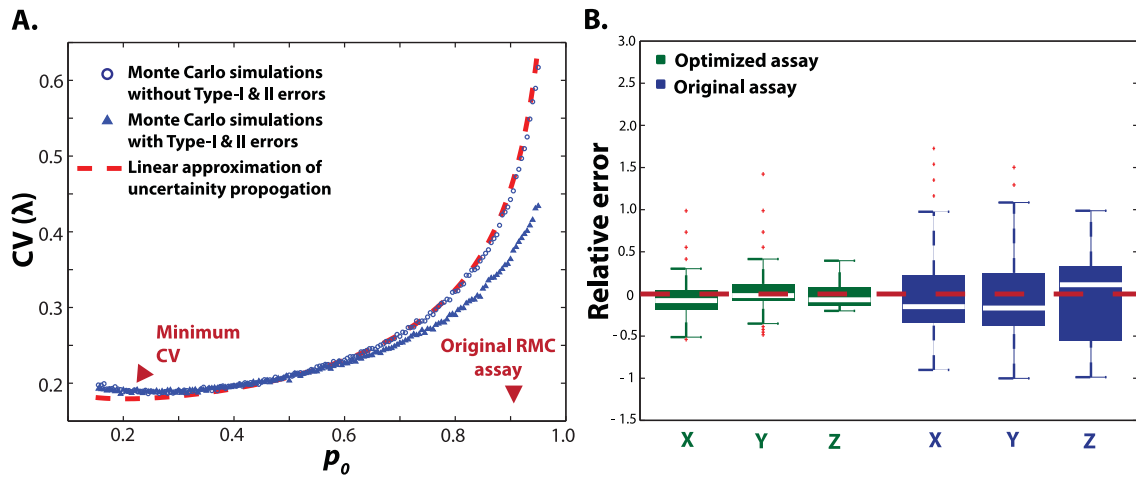 A.
Monte Carlo simulations
without Type-I & II errors
Monte Carlo simulations
with Type-I & II errors
Linear approximation of
uncertainity propogation
CV (λ)
0.6
0.5
0.4
0.3
0.2
Minimum
CV
Original RMC
assay
0.2
0.4
0.6
0.8
1.0
p0
B.
Optimized assay
Original assay
Relative error
3.0
2.5
2.0
1.5
1.0
0.5
0
-0.5
-1
-1.5
X
Y
Z
X
Y
Z